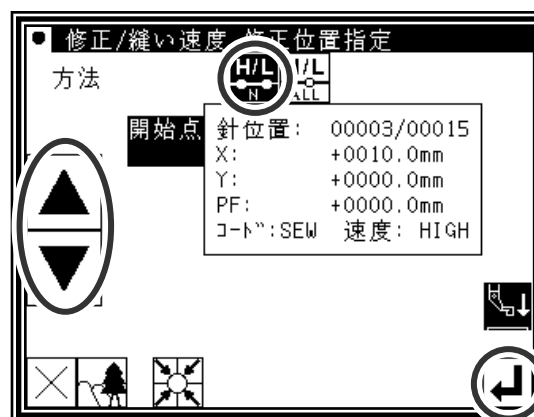 修正/縫い速度 修正位置指定
方法
H/L
N
H/L
ALL
開始点
針位置: 00003/00015
X: +0010.0mm
Y: +0000.0mm
PF: +0000.0mm
コード:SEW 速度: HIGH
H